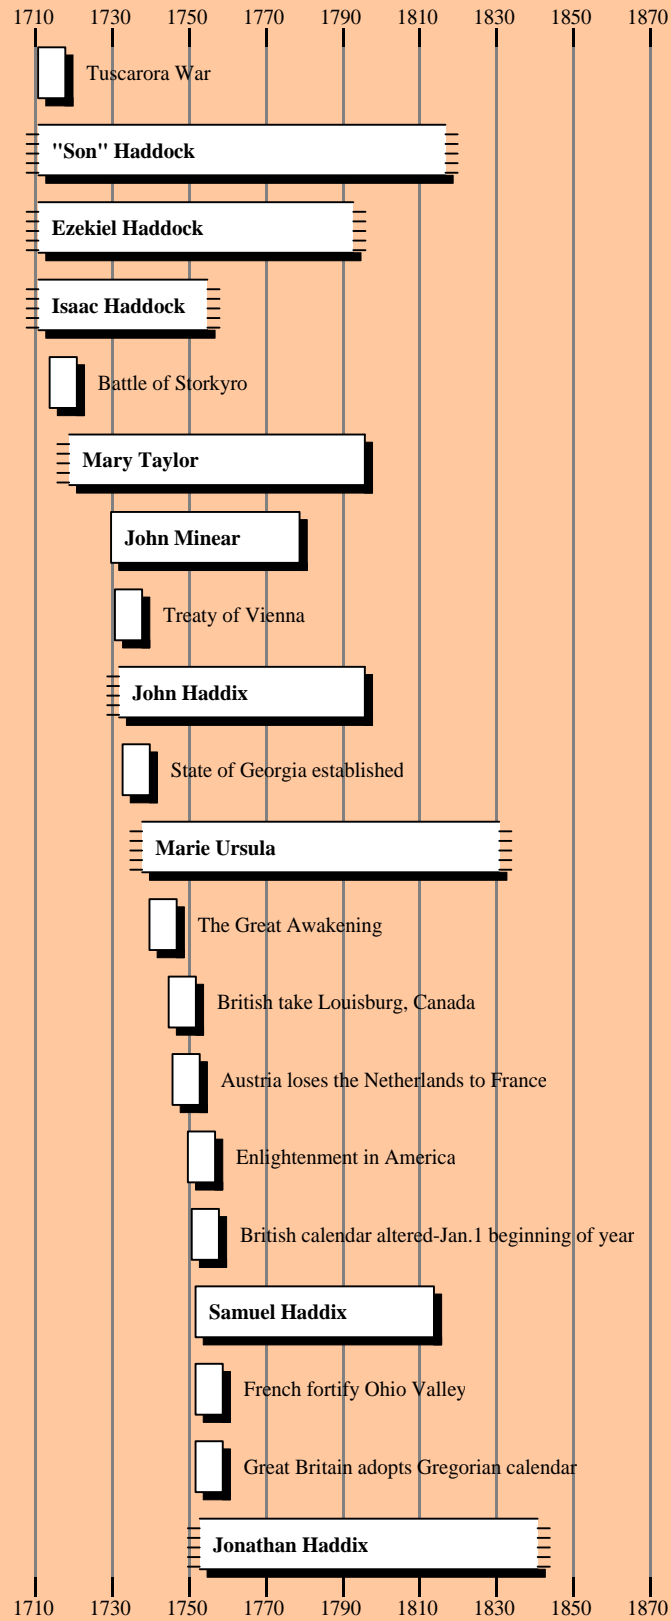 1710 1730 1750 1770 1790 1810 1830 1850 1870
Tuscarora War
"Son" Haddock
Ezekiel Haddock
Isaac Haddock
Battle of Storkyro
Mary Taylor
John Minear
Treaty of Vienna
John Haddix
State of Georgia established
Marie Ursula
The Great Awakening
British take Louisburg, Canada
Austria loses the Netherlands to France
Enlightenment in America
British calendar altered-Jan.1 beginning of year
Samuel Haddix
French fortify Ohio Valley
Great Britain adopts Gregorian calendar
Jonathan Haddix
1710 1730 1750 1770 1790 1810 1830 1850 1870